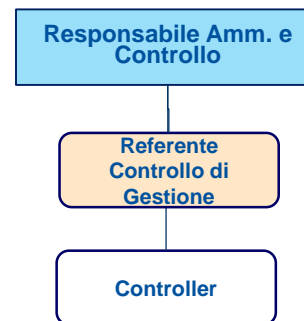 Responsabile Amm. e
Controllo
Referente
Controllo di
Gestione
Controller